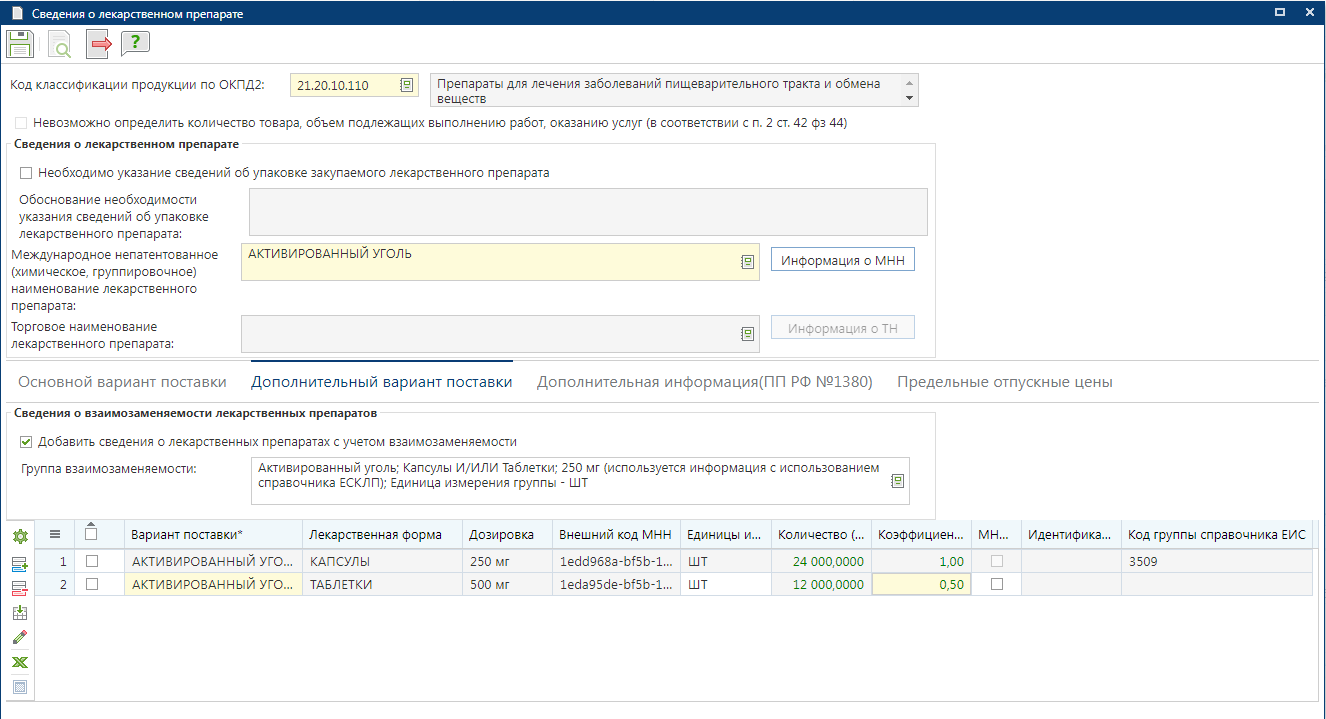 Сведения о лекарственном препарате
?
Код классификации продукции по ОКПД2:
21.20.10.110
Препараты для лечения заболеваний пищеварительного тракта и обмена
веществ
Невозможно определить количество товара, объем подлежащих выполнению работ, оказанию услуг (в соответствии с п. 2 ст. 42 фз 44)
Сведения о лекарственном препарате
Необходимо указание сведений об упаковке закупаемого лекарственного препарата
Обоснование необходимости
указания сведений об упаковке
лекарственного препарата:
Международное непатентованное
(химическое, группировочное)
наименование лекарственного
препарата:
АКТИВИРОВАННЫЙ УГОЛЬ
Информация о МНН
Торговое наименование
лекарственного препарата:
Информация о ТН
Основной вариант поставки Дополнительный вариант поставки Дополнительная информация(ПП РФ №1380) Предельные отпускные цены
Сведения о взаимозаменяемости лекарственных препаратов
Добавить сведения о лекарственных препаратах с учетом взаимозаменяемости
Группа взаимозаменяемости:
Активированный уголь; Капсулы И/ИЛИ Таблетки; 250 мг (используется информация с использованием
справочника ЕСКЛП); Единица измерения группы - ШТ
Вариант поставки* Лекарственная форма Дозировка Внешний код МНН Единицы и... Количество (... Коэффициен... МН... Идентифика... Код группы справочника ЕИС
1 АКТИВИРОВАННЫЙ УГО... КАПСУЛЫ 250 мг 1edd968a-bf5b-1... ШТ 24 000,0000 1,00 3509
2 АКТИВИРОВАННЫЙ УГО... ТАБЛЕТКИ 500 мг 1eda95de-bf5b-1... ШТ 12 000,0000 0,50